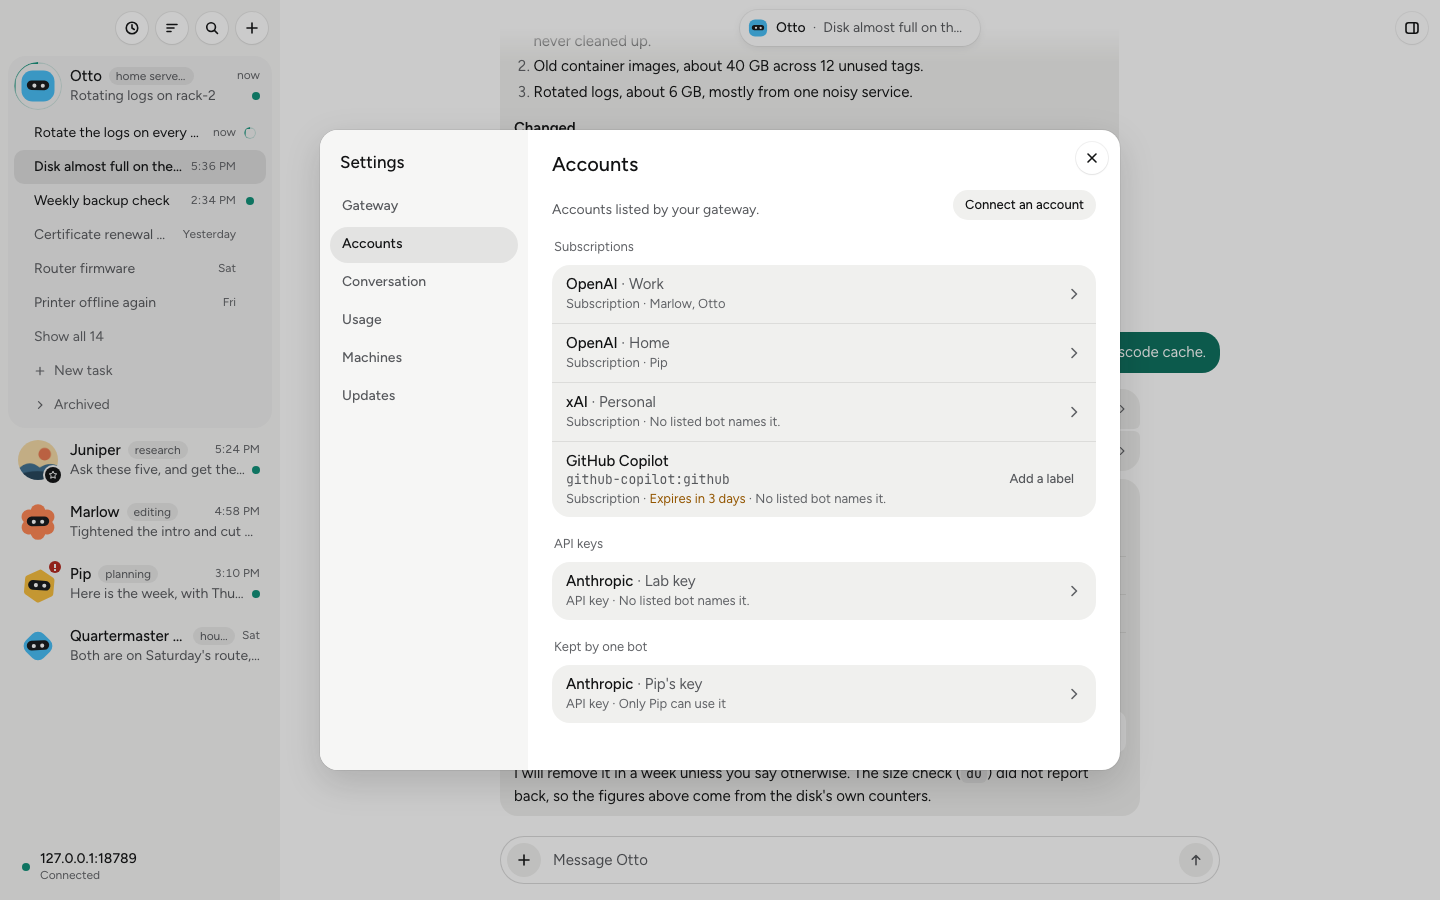 Otto home serve... now
Rotating logs on rack-2
Rotate the logs on every ... now
Disk almost full on the... 5:36 PM
Weekly backup check 2:34 PM
Certificate renewal ... Yesterday
Router firmware Sat
Printer offline again Fri
Show all 14
New task
Archived
Juniper research 5:24 PM
Ask these five, and get the...
Marlow editing 4:58 PM
Tightened the intro and cut ...
Pip planning 3:10 PM
Here is the week, with Thu...
Quartermaster ... hou... Sat
Both are on Saturday's route,...
127.0.0.1:18789
Connected
Otto · Disk almost full on th...
never cleaned up.
2. Old container images, about 40 GB across 12 unused tags.
3. Rotated logs, about 6 GB, mostly from one noisy service.
Changed
scode cache.
Settings
Gateway
Accounts
Conversation
Usage
Machines
Updates
Accounts
Accounts listed by your gateway.
Connect an account
Subscriptions
OpenAI · Work
Subscription · Marlow, Otto
OpenAI · Home
Subscription · Pip
xAI · Personal
Subscription · No listed bot names it.
GitHub Copilot
github-copilot:github
Add a label
Subscription · Expires in 3 days · No listed bot names it.
API keys
Anthropic · Lab key
API key · No listed bot names it.
Kept by one bot
Anthropic · Pip's key
API key · Only Pip can use it
I will remove it in a week unless you say otherwise. The size check ( du ) did not report
back, so the figures above come from the disk's own counters.
Message Otto